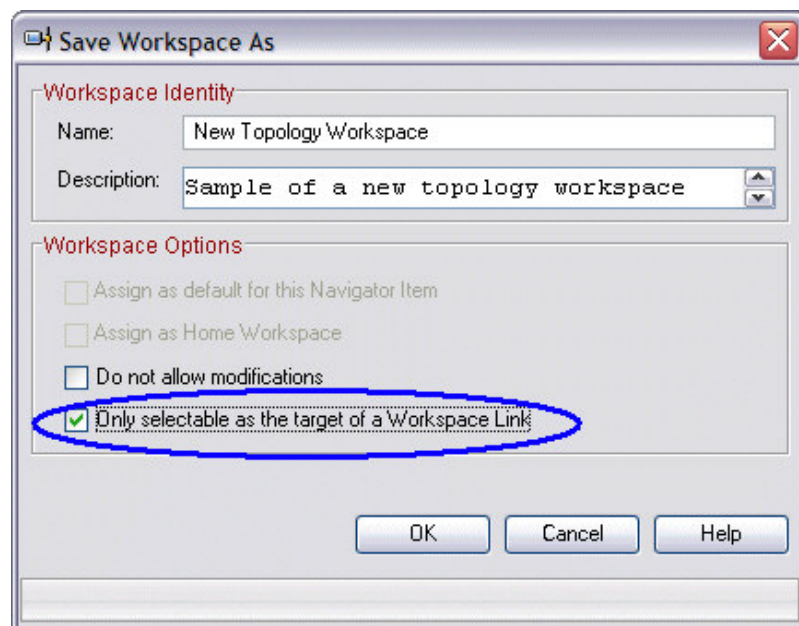 Save Workspace As
Workspace Identity
Name: New Topology Workspace
Description: Sample of a new topology workspace
Workspace Options
Assign as default for this Navigator Item
Assign as Home Workspace
Do not allow modifications
Only selectable as the target of a Workspace Link
OK Cancel Help